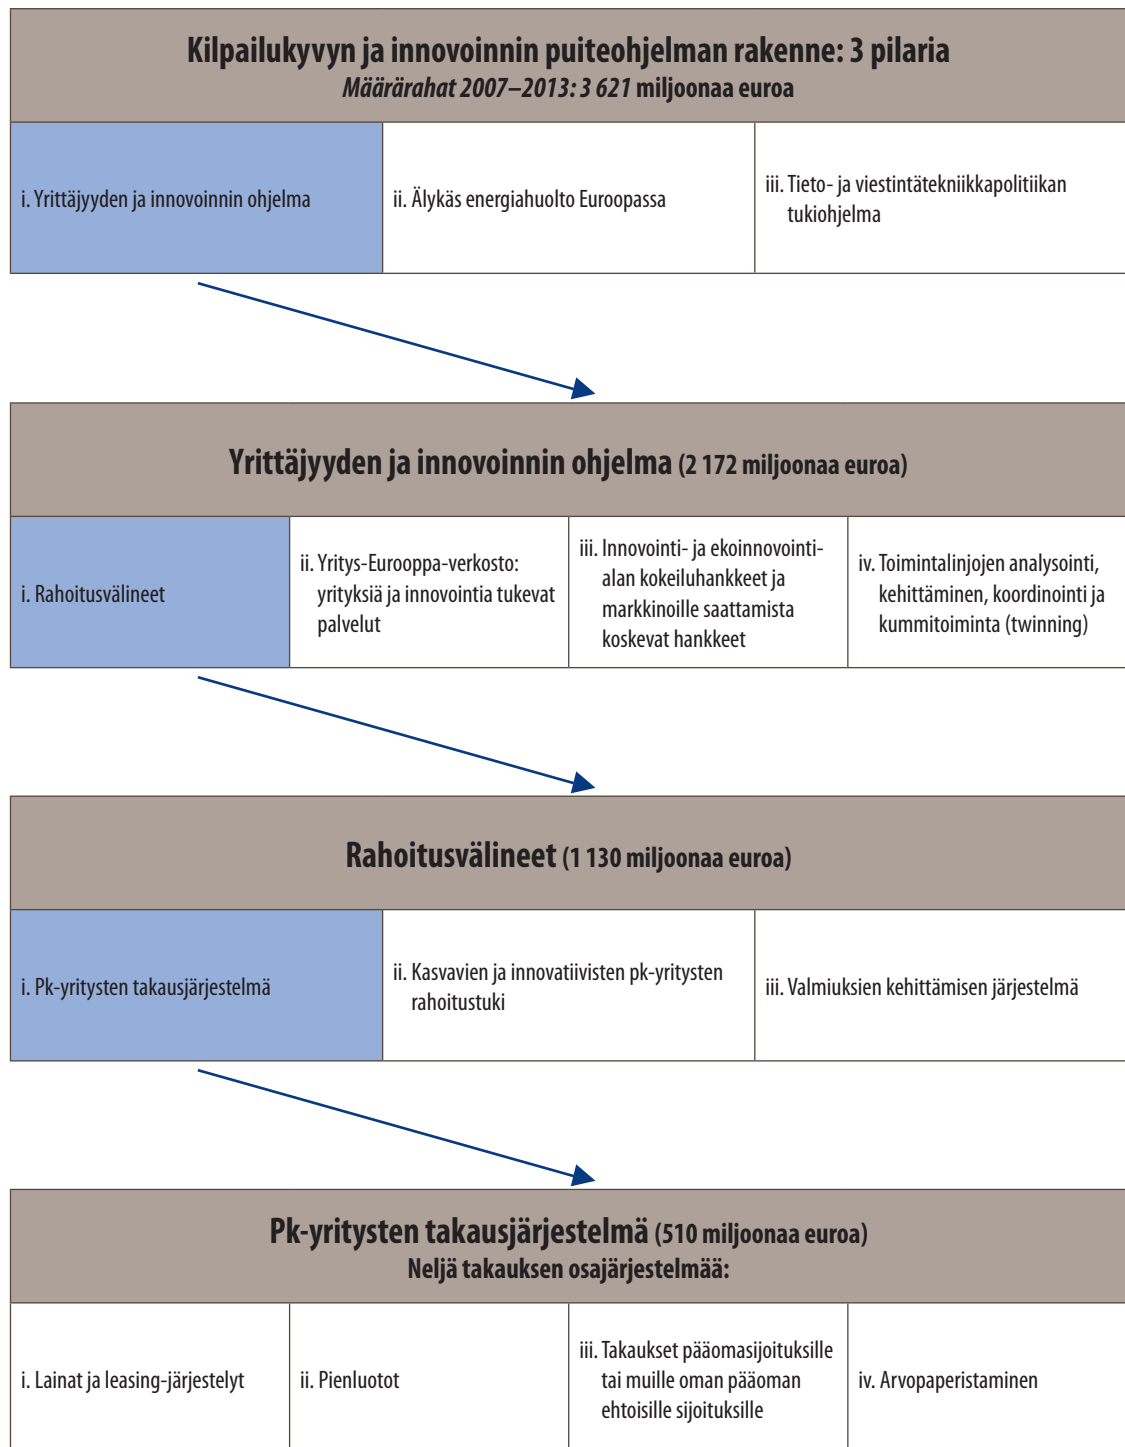 Kilpailukyvyn ja innovoinnin puiteohjelman rakenne: 3 pilaria
Määrärahat 2007–2013: 3 621 miljoonaa euroa
i. Yrittäjyyden ja innovoinnin ohjelma
ii. Älykäs energiahuolto Euroopassa
iii. Tieto- ja viestintätekniikkapolitiikan
tukiohjelma
Yrittäjyyden ja innovoinnin ohjelma (2 172 miljoonaa euroa)
i. Rahoitusvälineet
ii. Yritys-Eurooppa-verkosto:
yrityksiä ja innovointia tukevat
palvelut
iii. Innovointi- ja ekoinnovointi-
alan kokeiluhankkeet ja
markkinoille saattamista
koskevat hankkeet
iv. Toimintalinjojen analysointi,
kehittäminen, koordinointi ja
kummitoiminta (twinning)
Rahoitusvälineet (1 130 miljoonaa euroa)
i. Pk-yritysten takausjärjestelmä
ii. Kasvavien ja innovatiivisten pk-yritysten
rahoitustuki
iii. Valmiuksien kehittämisen järjestelmä
Pk-yritysten takausjärjestelmä (510 miljoonaa euroa)
Neljä takauksen osajärjestelmää:
i. Lainat ja leasing-järjestelyt
ii. Pienluotot
iii. Takaukset pääomasijoituksille
tai muille oman pääoman
ehtoisille sijoituksille
iv. Arvopaperistaminen